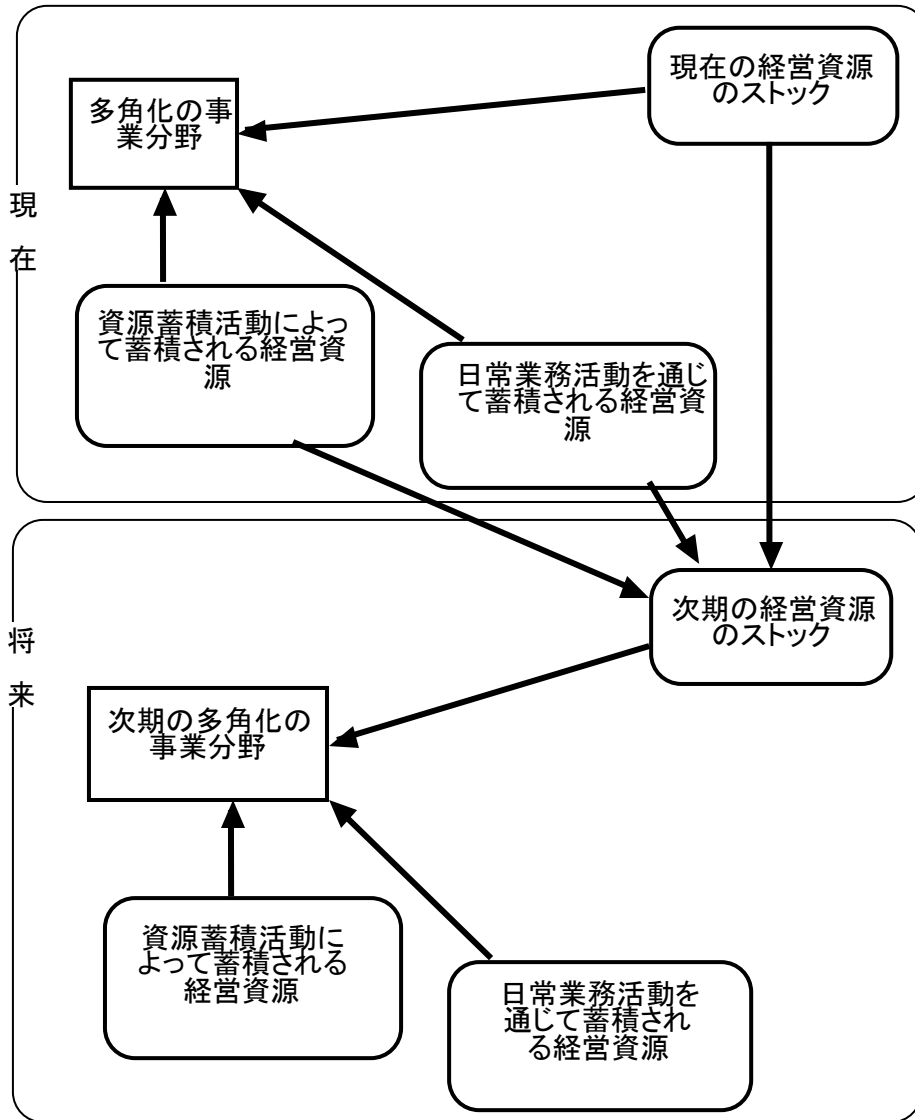 現在の経営資源
のストック
多角化の事
業分野
現
在
資源蓄積活動によっ
て蓄積される経営資
源
日常業務活動を通じ
て蓄積される経営資
源
次期の経営資源
のストック
将
来
次期の多角化の
事業分野
資源蓄積活動に
よって蓄積される
経営資源
日常業務活動を
通じて蓄積され
る経営資源